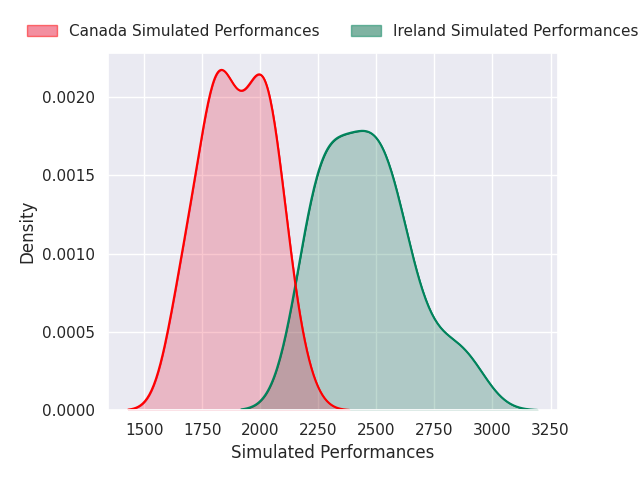 Canada Simulated Performances
Ireland Simulated Performances
0.0020
0.0015
0.0010
0.0005
0.0000
Density
1500 1750 2000 2250 2500 2750 3000 3250
Simulated Performances